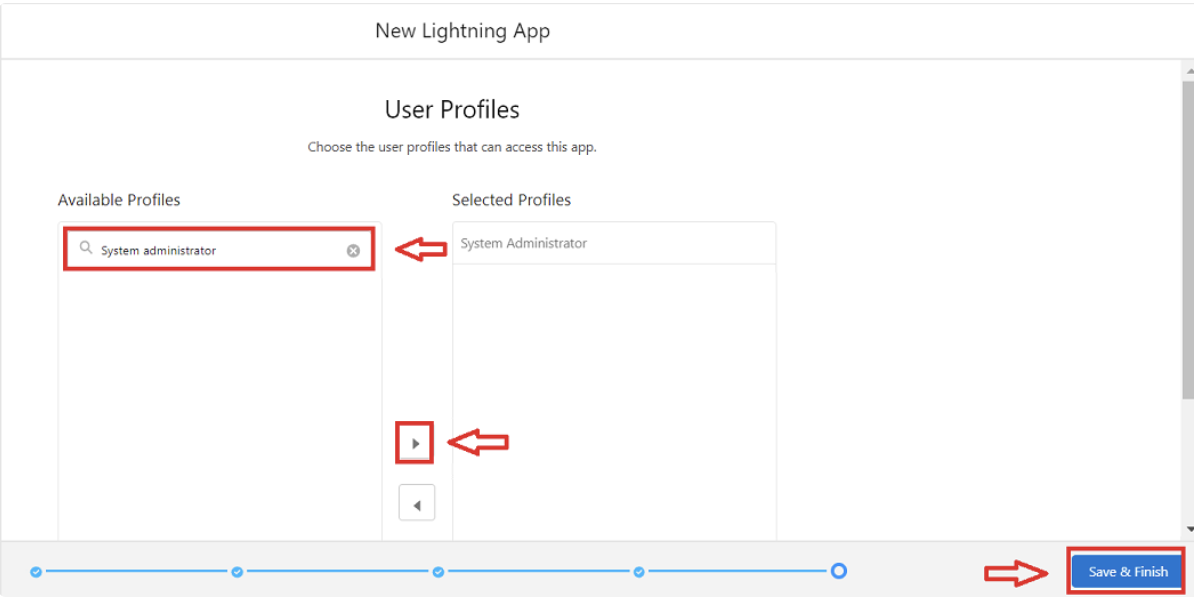 New Lightning App
User Profiles
Choose the user profiles that can access this app.
Available Profiles
Selected Profiles
System administrator
System Administrator
Save & Finish